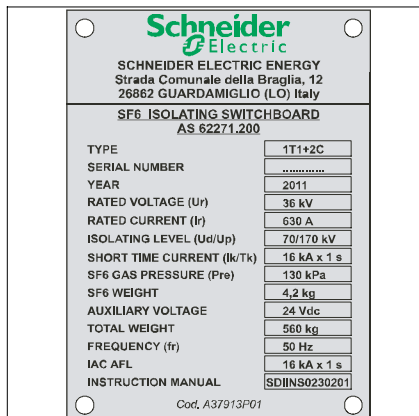 Schneider
Electric
SCHNEIDER ELECTRIC ENERGY
Strada Comunale della Braglia, 12
26862 GUARDAMIGLIO (LO) Italy
SF6 ISOLATING SWITCHBOARD
AS 62271.200
TYPE 1T1+2C
SERIAL NUMBER .............
YEAR 2011
RATED VOLTAGE (Ur) 36 kV
RATED CURRENT (Ir) 630 A
ISOLATING LEVEL (Ud/Up) 70/170 kV
SHORT TIME CURRENT (Ik/Tk) 16 kA x 1 s
SF6 GAS PRESSURE (Pre) 130 kPa
SF6 WEIGHT 4,2 kg
AUXILIARY VOLTAGE 24 Vdc
TOTAL WEIGHT 560 kg
FREQUENCY (fr) 50 Hz
IAC AFL 16 kA x 1 s
INSTRUCTION MANUAL SDIINS0230201
Cod. A37913P01